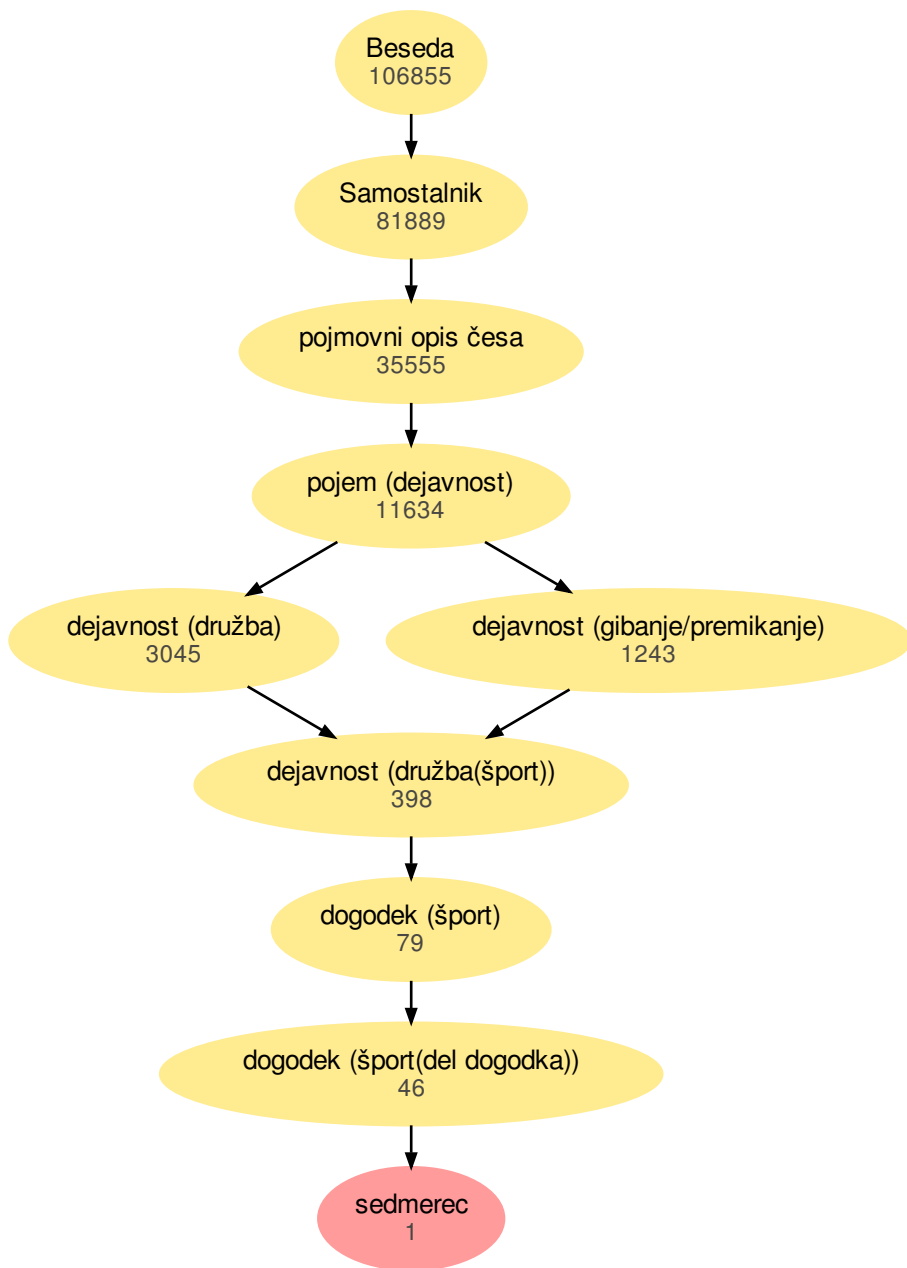 Beseda
106855
Samostalnik
81889
pojmovni opis česa
35555
pojem (dejavnost)
11634
dejavnost (družba)
3045
dejavnost (gibanje/premikanje)
1243
dejavnost (družba(šport))
398
dogodek (šport)
79
dogodek (šport(del dogodka))
46
sedmerec
1